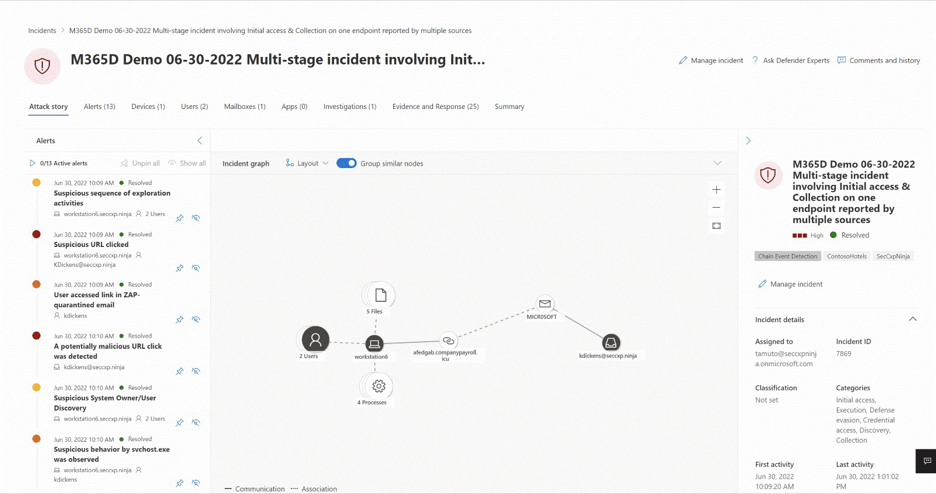 Incidents > M365D Demo 06-30-2022 Multi-stage incident involving Initial access & Collection on one endpoint reported by multiple sources
M365D Demo 06-30-2022 Multi-stage incident involving Init...
Manage incident
? Ask Defender Experts
Comments and history
Attack story
Alerts (13)
Devices (1)
Users (2)
Mailboxes (1)
Apps (0)
Investigations (1)
Evidence and Response (25)
Summary
Alerts
0/13 Active alerts
Unpin all
Show all
Jun 30, 2022 10:09 AM Resolved
Suspicious sequence of exploration
activities
workstation6.seccxp.ninja 2 Users
Jun 30, 2022 10:09 AM Resolved
Suspicious URL clicked
workstation6.seccxp.ninja
KDickens@seccxp.ninja
Jun 30, 2022 10:09 AM Resolved
User accessed link in ZAP-
quarantined email
kdickens
Jun 30, 2022 10:10 AM Resolved
A potentially malicious URL click
was detected
kdickens@seccxp.ninja
Jun 30, 2022 10:10 AM Resolved
Suspicious System Owner/User
Discovery
workstation6.seccxp.ninja 2 Users
Jun 30, 2022 10:10 AM Resolved
Suspicious behavior by svchost.exe
was observed
workstation6.seccxp.ninja
kdickens
Incident graph
Layout
Group similar nodes
5 Files
2 Users
workstation6
afedgab.companypayroll.
icu
MICR0SOFT
kdickens@seccxp.ninja
4 Processes
Communication
Association
M365D Demo 06-30-2022
Multi-stage incident
involving Initial access &
Collection on one
endpoint reported by
multiple sources
High
Resolved
Chain Event Detection
ContosoHotels
SecCxpNinja
Manage incident
Incident details
Assigned to
tamuto@seccxpninj
a.onmicrosoft.com
Incident ID
7869
Classification
Not set
Categories
Initial access,
Execution, Defense
evasion, Credential
access, Discovery,
Collection
First activity
Jun 30, 2022
10:09:20 AM
Last activity
Jun 30, 2022 1:01:02
PM